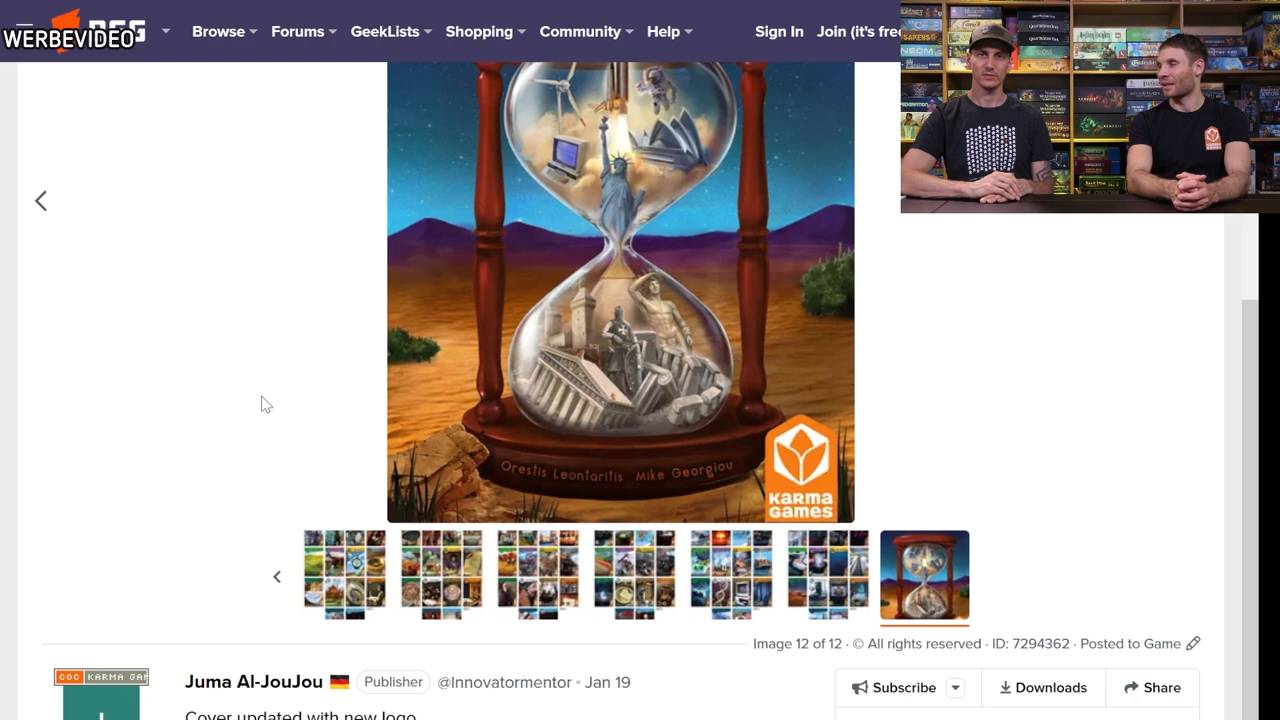 WERBEVIDEO
Browse Forums GeekLists Shopping Community Help Sign In Join (it's fre
Orestis Leontaritis Mike Georgiou
KARMA
GAMES
Image 12 of 12 · © All rights reserved · ID: 7294362 · Posted to Game
Juma Al-JouJou Publisher @Innovatormentor · Jan 19
Subscribe Downloads Share
Cover updated with new logo